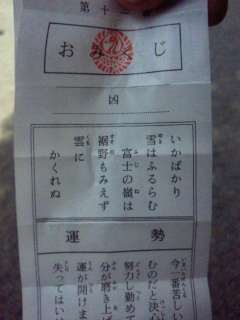 第十
おみくじ
凶
いかばかり
雪はふるらむ
富士の嶺は
裾野もみえず
雲に
かくれぬ
運勢
今一番苦しい
むのだと決い
努力し勤めて
分が磨き上
運が開けま
失ってはい